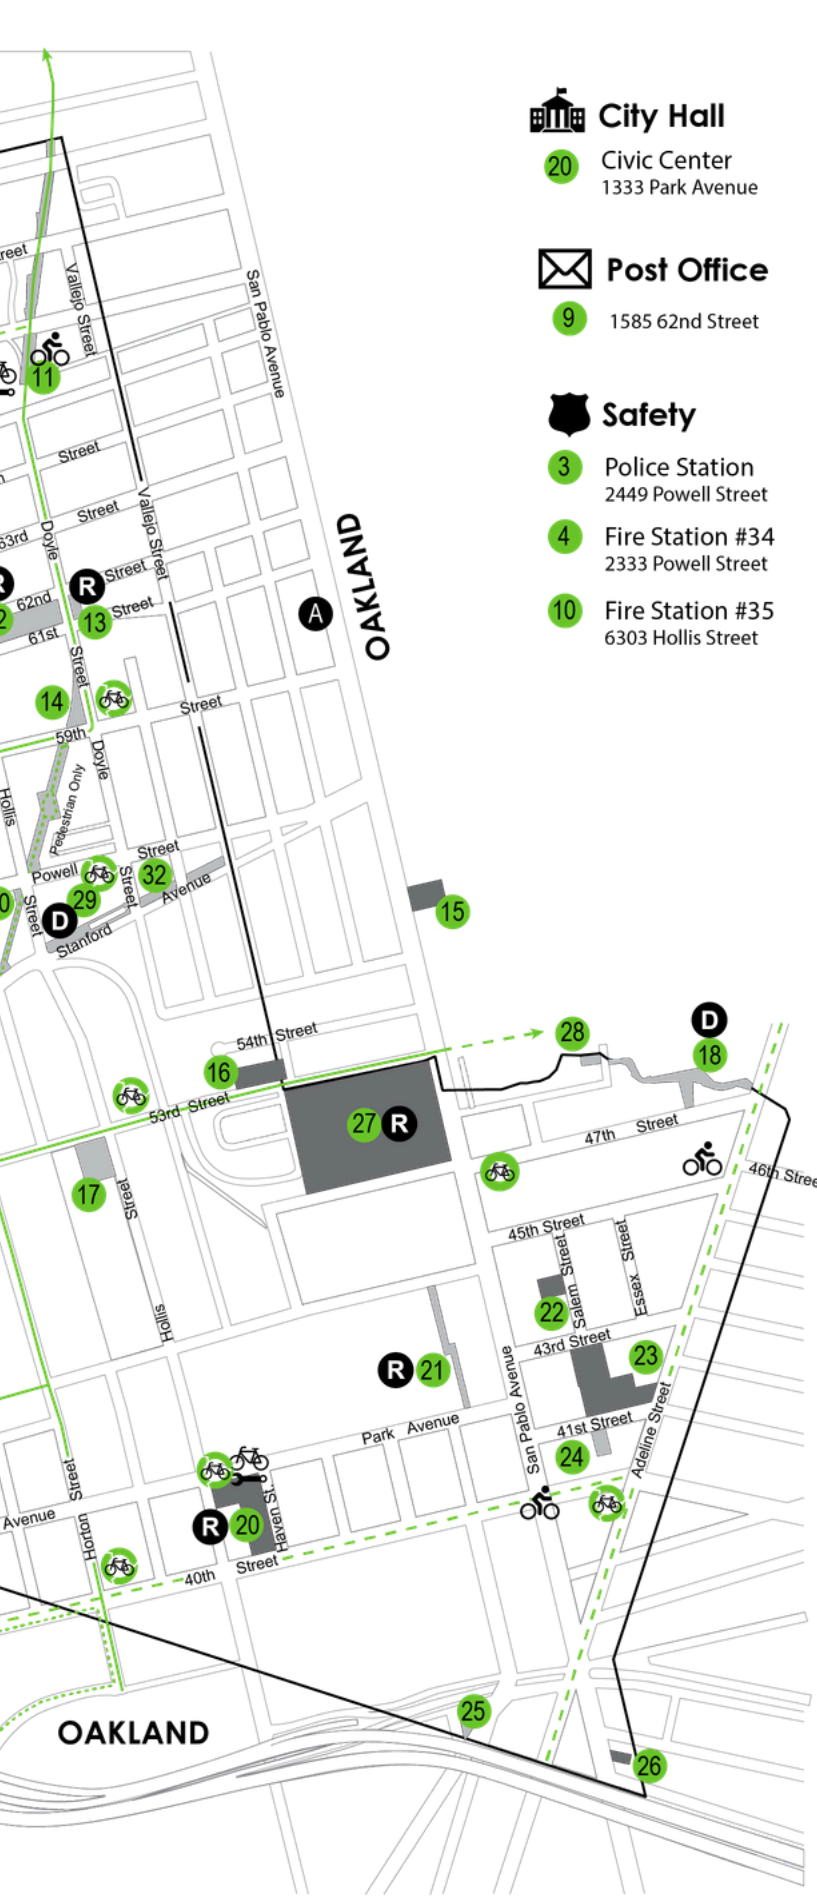 City Hall
20 Civic Center
1333 Park Avenue
Post Office
9 1585 62nd Street
Safety
3 Police Station
2449 Powell Street
4 Fire Station #34
2333 Powell Street
10 Fire Station #35
6303 Hollis Street
reet
Vallejo Street
San Pablo Avenue
11
Street
Street
63rd
Doyle
Vallejo Street
OAKLAND
Street
R
R
62nd
Street
2
13
A
61st
Street
14
Street
59th
Doyle
Hollis
Pedestrian Only
Street
Powell
Street
32
Avenue
0
Street
29
D
Stanford
15
54th Street
28
D
18
16
53rd Street
27 R
47th Street
46th Stree
17
Street
45th Street
Salem Street
Essex Street
22
Hollis
43rd Street
23
R 21
San Pablo Avenue
Park Avenue
41st Street
Adeline Street
24
Avenue
Horton Street
R 20
Haven St
40th Street
25
OAKLAND
26